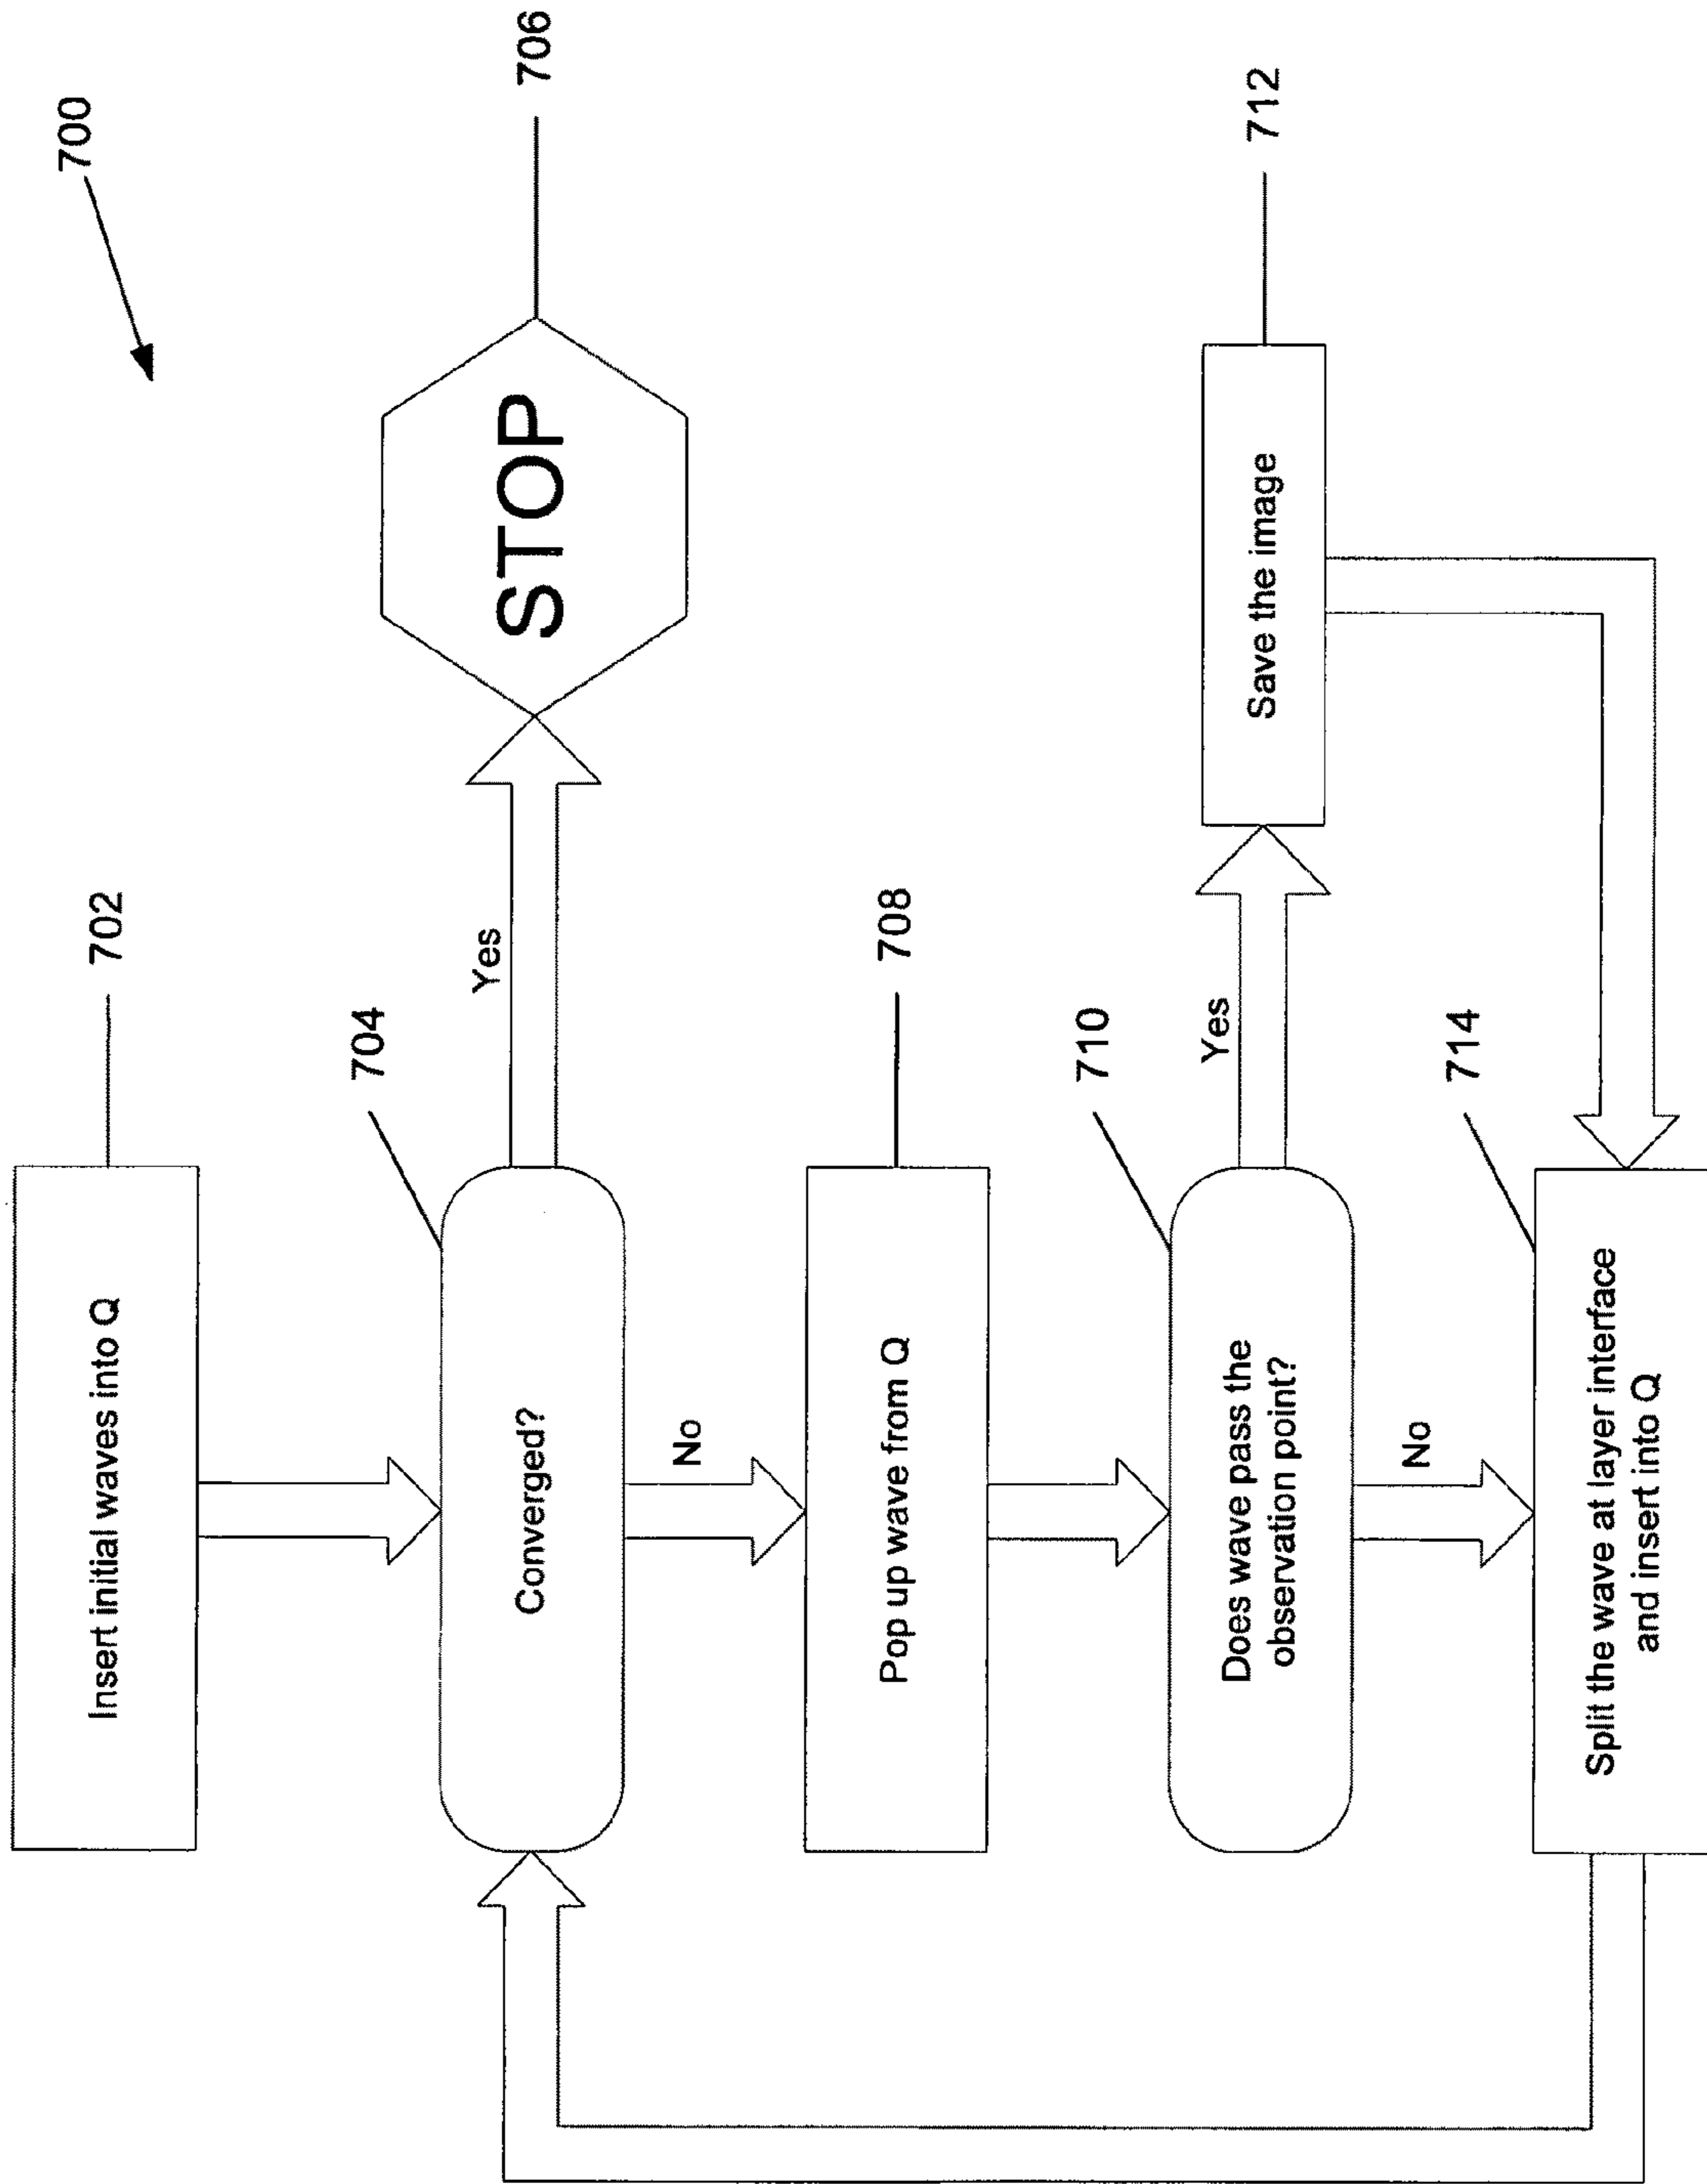 700
Insert initial waves into Q
702
704
Converged?
Yes
STOP
706
No
Pop up wave from Q
708
710
Does wave pass the
observation point?
Yes
Save the image
712
No
714
Split the wave at layer interface
and insert into Q